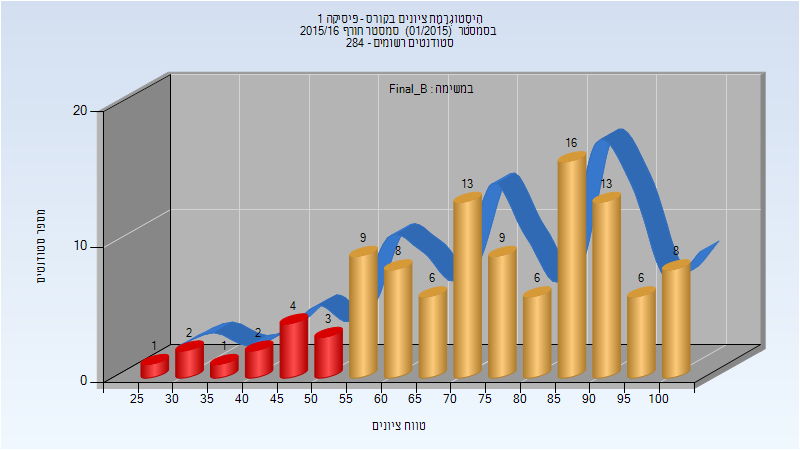 הִיסְטוֹגְרָמַת ציונים בקורס - פיסיקה 1
בסמסטר (01/2015) סמסטר חורף 2015/16
סטודנטים רשומים - 284
במשימה : Final_B
מספר סטודנטים
20
10
0
1
2
1
2
4
3
9
8
6
13
9
6
16
13
6
8
25 30 35 40 45 50 55 60 65 70 75 80 85 90 95 100
טווח ציונים